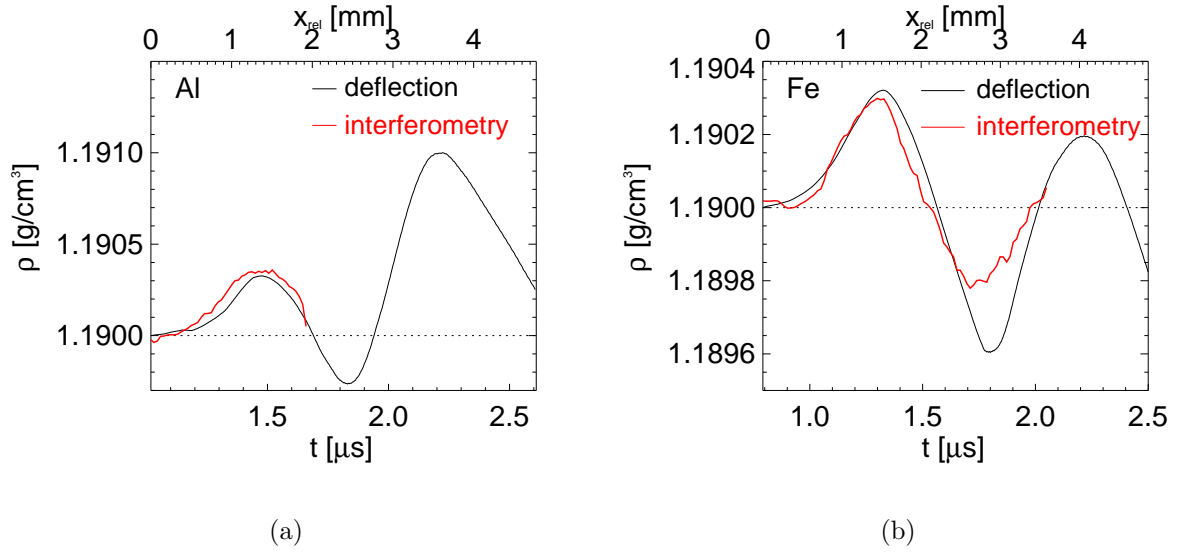 x_rel [mm]
0 1 2 3 4
Al
deflection
interferometry
ρ [g/cm³]
1.1910
1.1905
1.1900
1.5 2.0 2.5
t [μs]
(a)
x_rel [mm]
0 1 2 3 4
Fe
deflection
interferometry
ρ [g/cm³]
1.1904
1.1902
1.1900
1.1898
1.1896
1.0 1.5 2.0 2.5
t [μs]
(b)